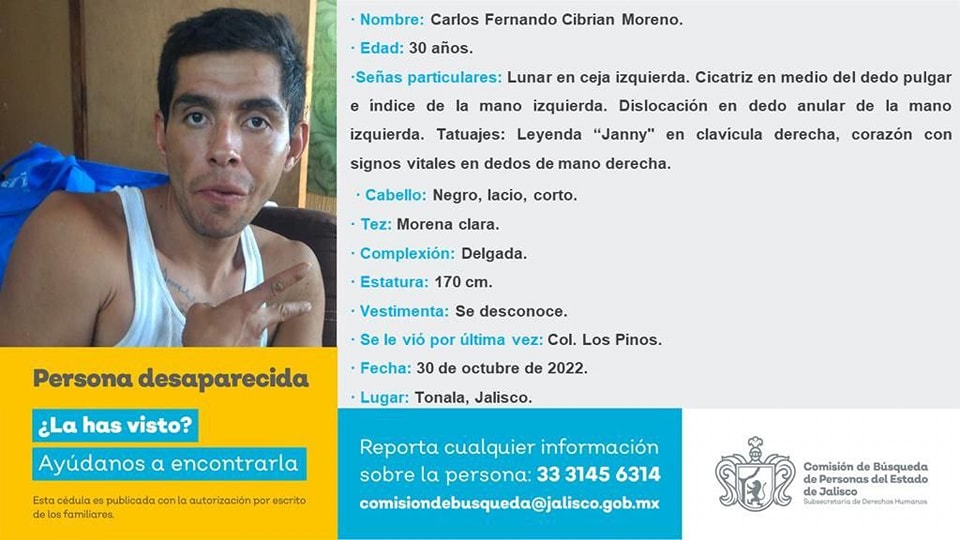 · Nombre: Carlos Fernando Cibrian Moreno.
· Edad: 30 años.
·Señas particulares: Lunar en ceja izquierda. Cicatriz en medio del dedo pulgar
e índice de la mano izquierda. Dislocación en dedo anular de la mano
izquierda. Tatuajes: Leyenda “Janny" en clavícula derecha, corazón con
signos vitales en dedos de mano derecha.
· Cabello: Negro, lacio, corto.
· Tez: Morena clara.
· Complexión: Delgada.
· Estatura: 170 cm.
· Vestimenta: Se desconoce.
· Se le vió por última vez: Col. Los Pinos.
· Fecha: 30 de octubre de 2022.
· Lugar: Tonala, Jalisco.
Persona desaparecida
¿La has visto?
Ayúdanos a encontrarla
Esta cédula es publicada con la autorización por escrito
de los familiares.
Reporta cualquier información
sobre la persona: 33 3145 6314
comisiondebusqueda@jalisco.gob.mx
Comisión de Búsqueda
de Personas del Estado
de Jalisco
Subsecretaría de Derechos Humanos